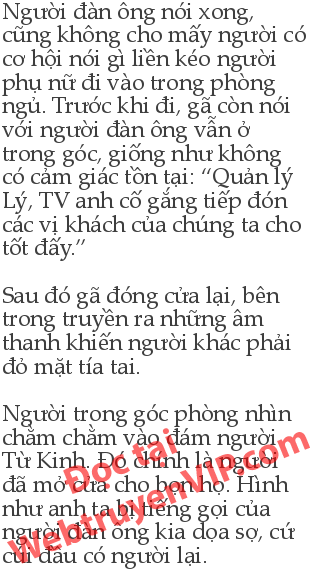 Người đàn ông nói xong,
cũng không cho mấy người có
cơ hội nói gì liền kéo người
phụ nữ đi vào trong phòng
ngủ. Trước khi đi, gã còn nói
với người đàn ông vẫn ở
trong góc, giống như không
có cảm giác tồn tại: “Quản lý
Lý, TV anh cố gắng tiếp đón
các vị khách của chúng ta cho
tốt đấy.”
Sau đó gã đóng cửa lại, bên
trong truyền ra những âm
thanh khiến người khác phải
đỏ mặt tía tai.
Người trong góc phòng nhìn
chằm chằm vào đám người
Từ Kinh. Đó chính là người
đã mở cửa cho bọn họ. Hình
như anh ta bị tiếng gọi của
người đàn ông kia dọa sợ, cứ
cúi đầu có người lại.
Đọc tại
WebtruyenVIP.com